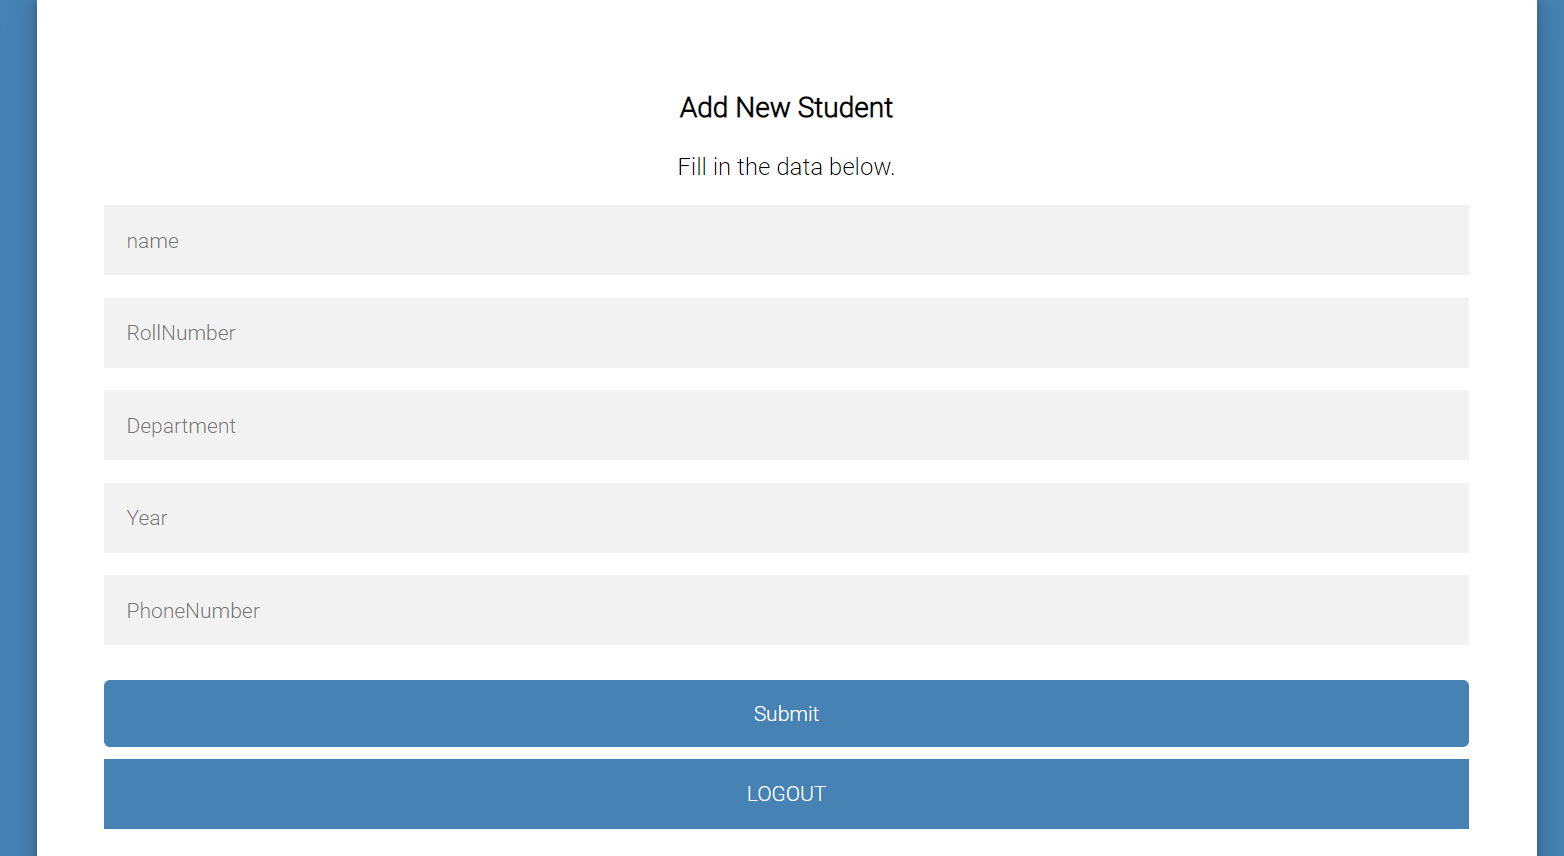 Add New Student
Fill in the data below.
name
RollNumber
Department
Year
PhoneNumber
Submit
LOGOUT